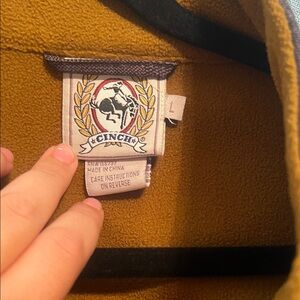 CINCH
L
MADE IN CHINA
CARE INSTRUCTIONS
ON REVERSE